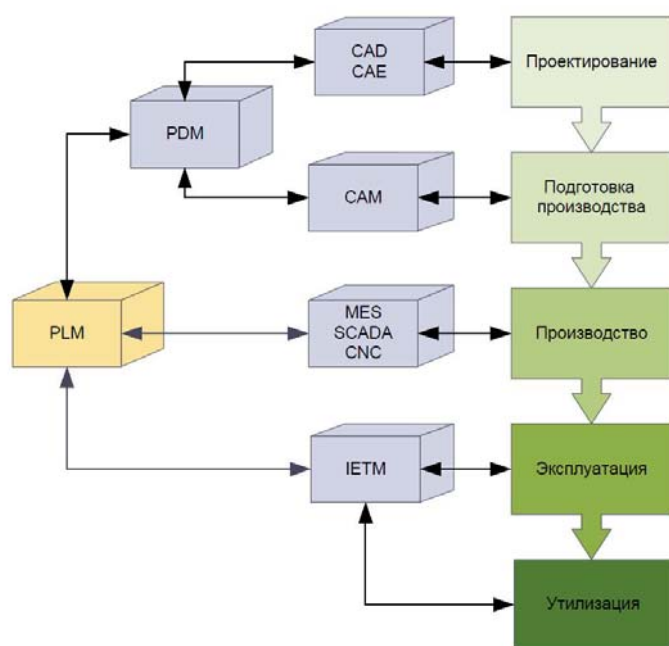 CAD
CAE
Проектирование
PDM
CAM
Подготовка
производства
PLM
MES
SCADA
CNC
Производство
IETM
Эксплуатация
Утилизация